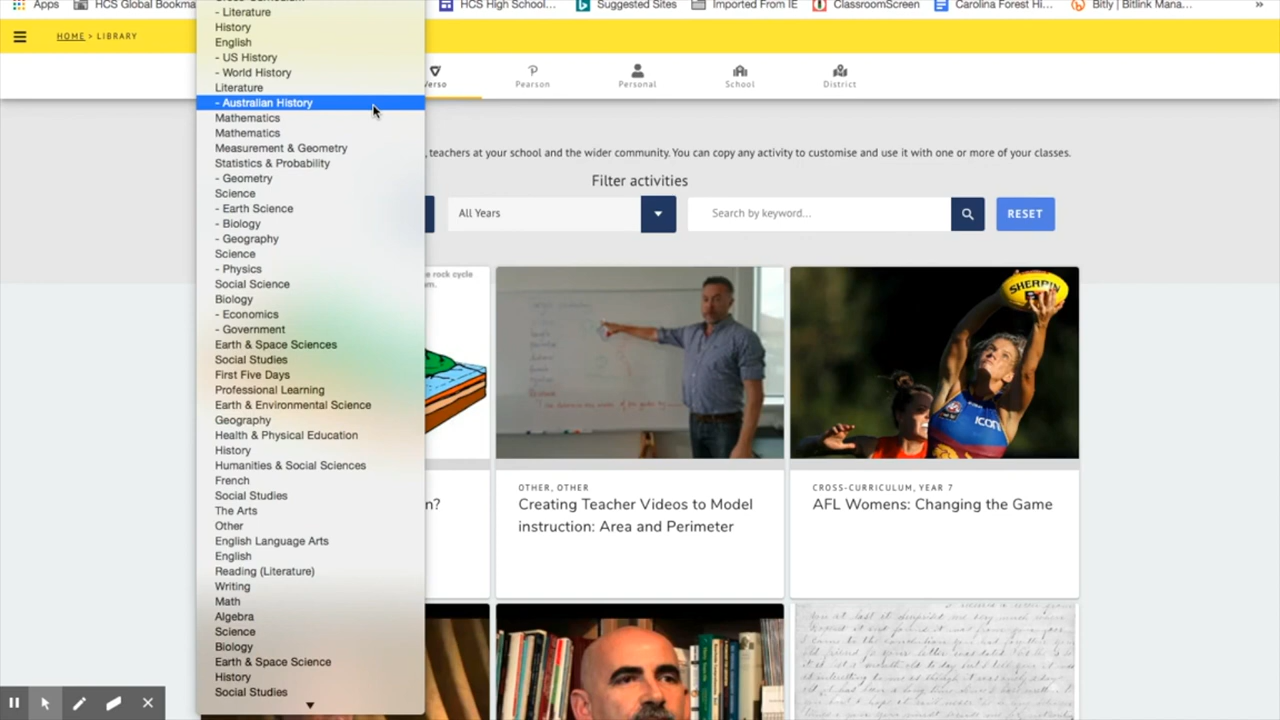 Apps
HCS Global Bookma
HCS High School...
Suggested Sites
Imported From IE
ClassroomScreen
Carolina Forest Hi...
Bitly | Bitlink Mana...
»
HOME > LIBRARY
Verso
Pearson
Personal
School
District
- Literature
History
English
- US History
- World History
Literature
- Australian History
Mathematics
Mathematics
Measurement & Geometry
Statistics & Probability
- Geometry
Science
- Earth Science
- Biology
- Geography
Science
- Physics
Social Science
Biology
- Economics
- Government
Earth & Space Sciences
Social Studies
First Five Days
Professional Learning
Earth & Environmental Science
Geography
Health & Physical Education
History
Humanities & Social Sciences
French
Social Studies
The Arts
Other
English Language Arts
English
Reading (Literature)
Writing
Math
Algebra
Science
Biology
Earth & Space Science
History
Social Studies
, teachers at your school and the wider community. You can copy any activity to customise and use it with one or more of your classes.
Filter activities
All Years
Search by keyword...
RESET
e rock cycle
m.
n?
OTHER, OTHER
Creating Teacher Videos to Model
instruction: Area and Perimeter
SHERRIN
ICON
CROSS-CURRICULUM, YEAR 7
AFL Womens: Changing the Game